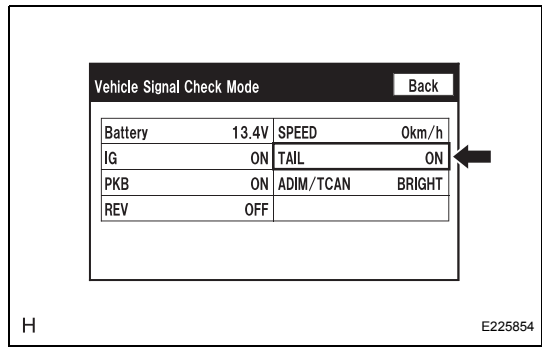 Vehicle Signal Check Mode Back
Battery 13.4V SPEED 0km/h
IG ON TAIL ON
PKB ON ADIM/TCAN BRIGHT
REV OFF
H E225854